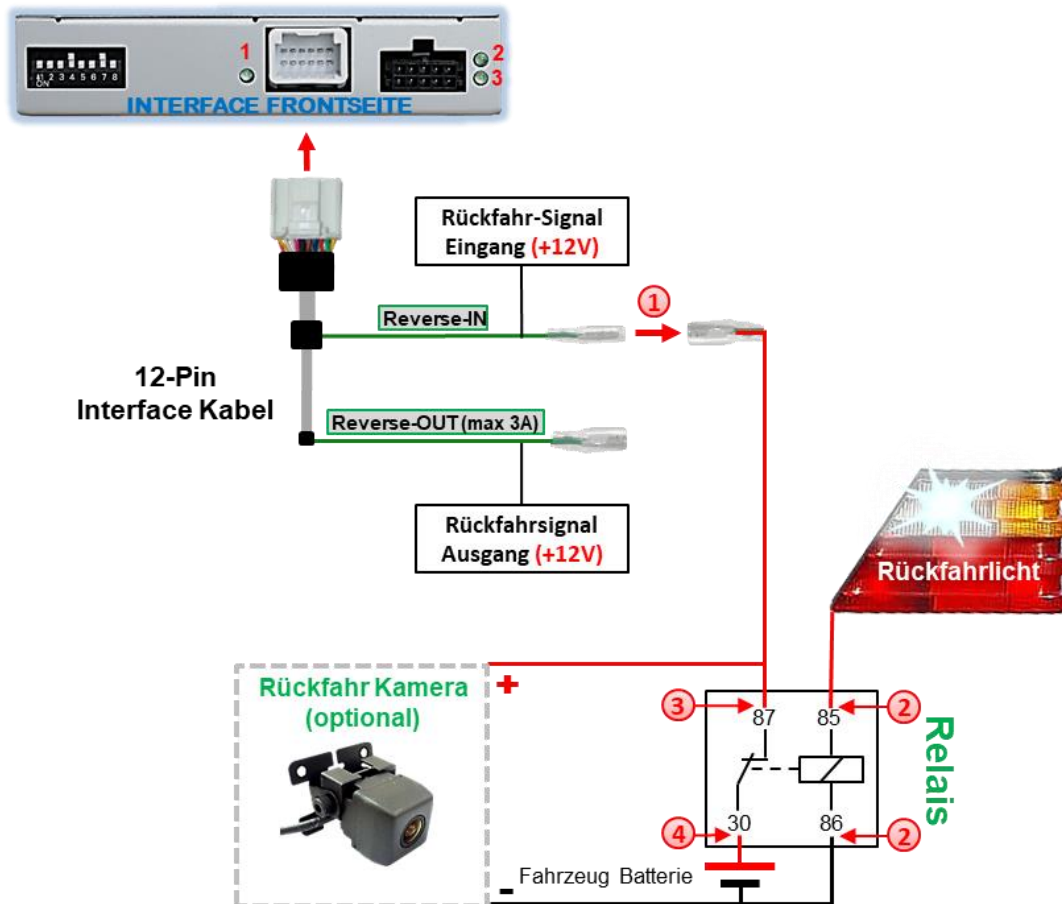 1
2
3
ON
1 2 3 4 5 6 7 8
INTERFACE FRONTSEITE
Rückfahr-Signal
Eingang (+12V)
Reverse-IN
1
12-Pin
Interface Kabel
Reverse-OUT(max 3A)
Rückfahrsignal
Ausgang (+12V)
Rückfahrlicht
Rückfahr Kamera
(optional)
+
3
87
85
2
Relais
4
30
86
2
- Fahrzeug Batterie